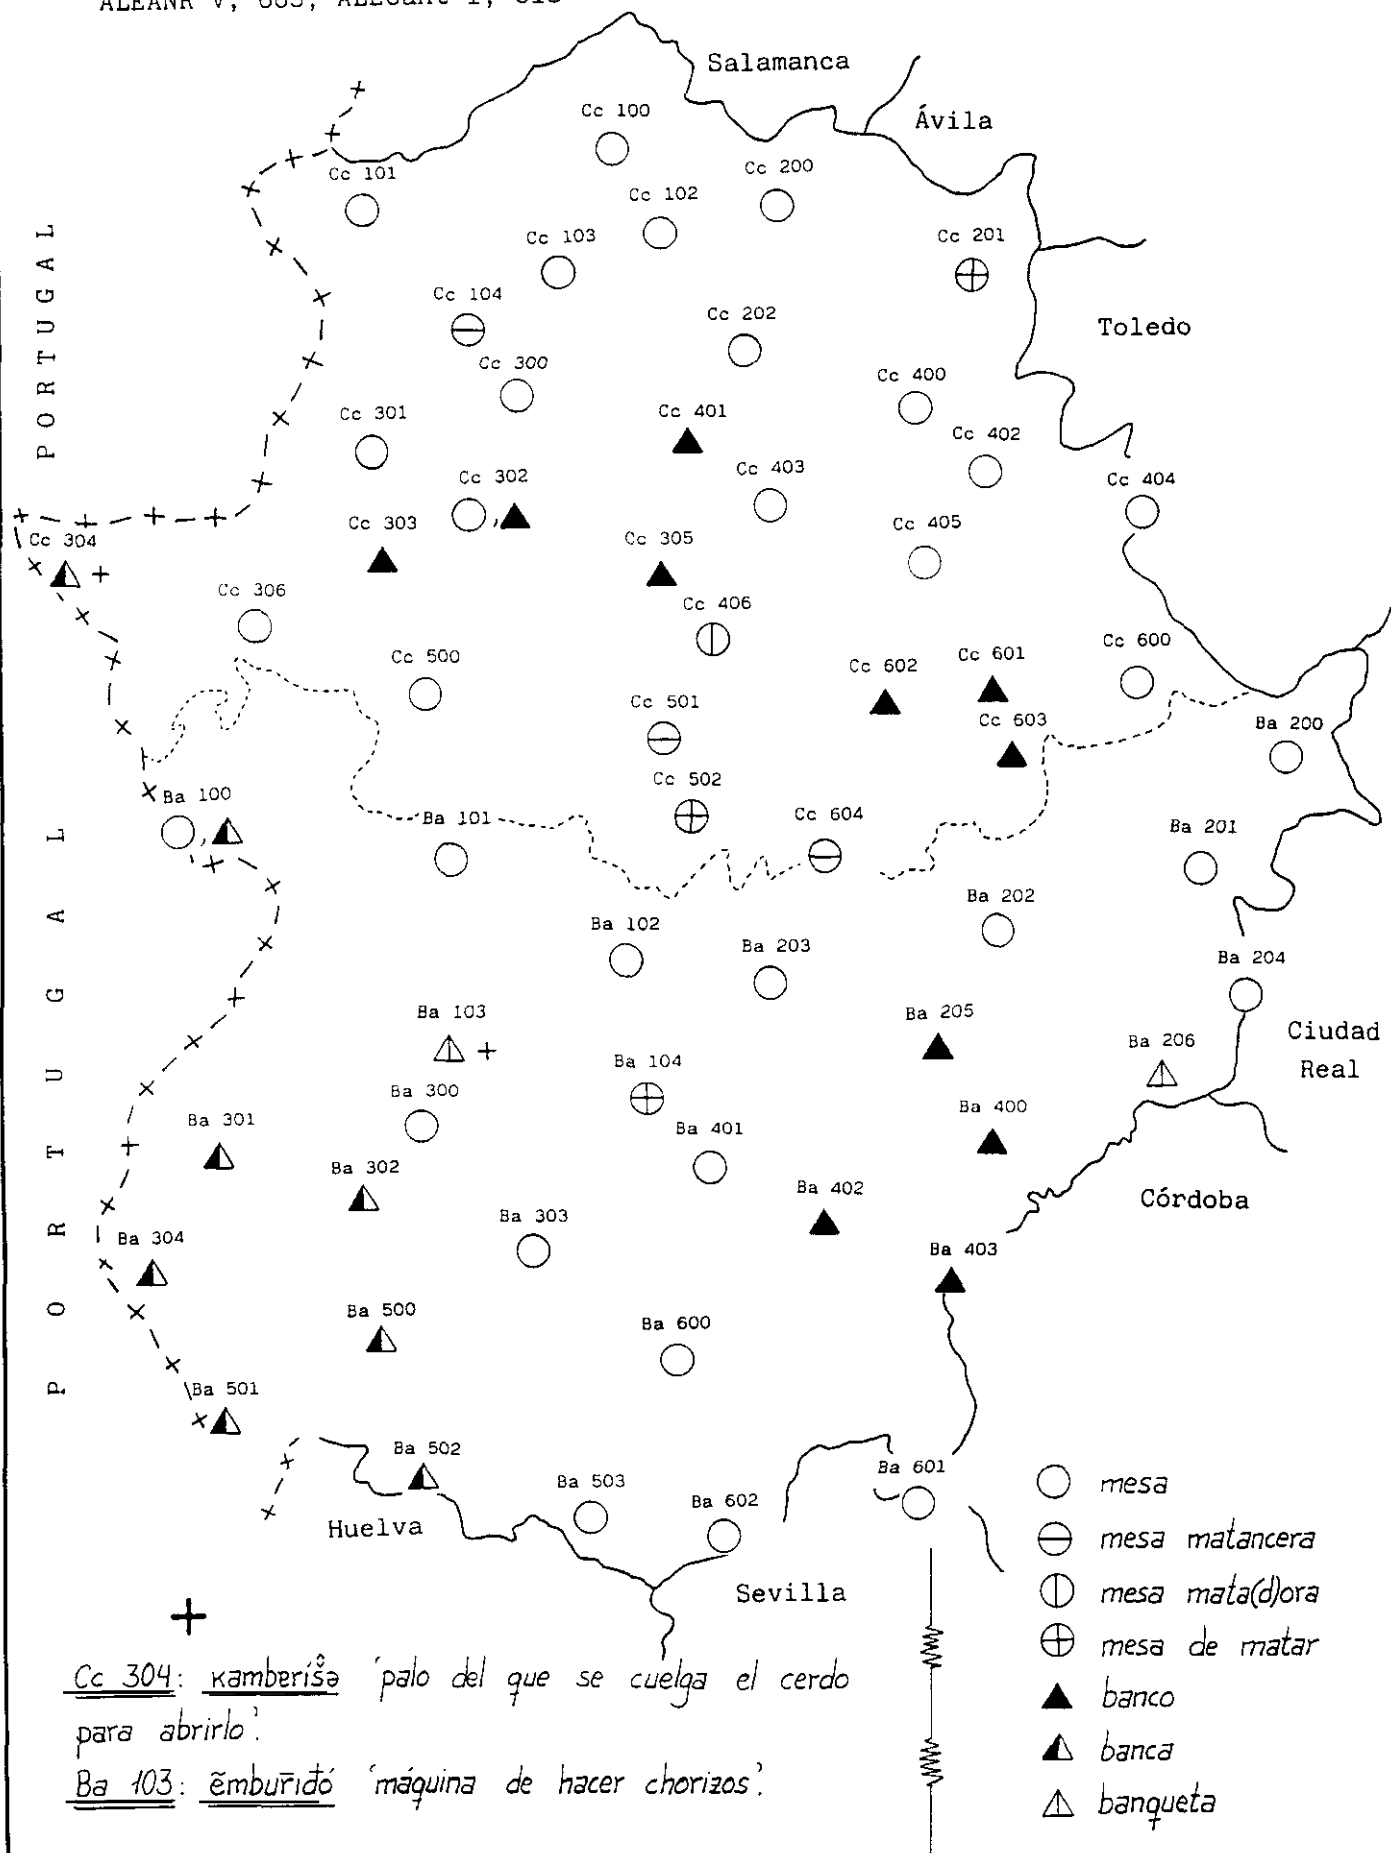 Salamanca
Cc 100
Ávila
Cc 101
Cc 200
Cc 102
Cc 103
Cc 201
PORTUGAL
Cc 104
Cc 202
Toledo
Cc 300
Cc 400
Cc 301
Cc 401
Cc 402
Cc 302
Cc 403
Cc 404
Cc 303
Cc 405
Cc 304
Cc 305
Cc 306
Cc 406
Cc 500
Cc 602
Cc 601
Cc 600
Cc 501
Cc 603
Ba 200
Cc 502
Ba 100
Ba 101
Cc 604
Ba 201
Ba 202
Ba 102
Ba 203
Ba 204
Ba 103
Ba 205
Ciudad
Real
Ba 206
Ba 104
Ba 300
Ba 400
PORTUGAL
Ba 301
Ba 401
Ba 302
Ba 402
Córdoba
Ba 303
Ba 304
Ba 403
Ba 500
Ba 600
Ba 501
Ba 502
Ba 601
Ba 503
Ba 602
Huelva
Sevilla
mesa
mesa matancera
mesa mata(d)ora
mesa de matar
banco
banca
banqueta
Cc 304: 'palo del que se cuelga el cerdo
para abrirlo'.
Ba 103: 'máquina de hacer chorizos'.